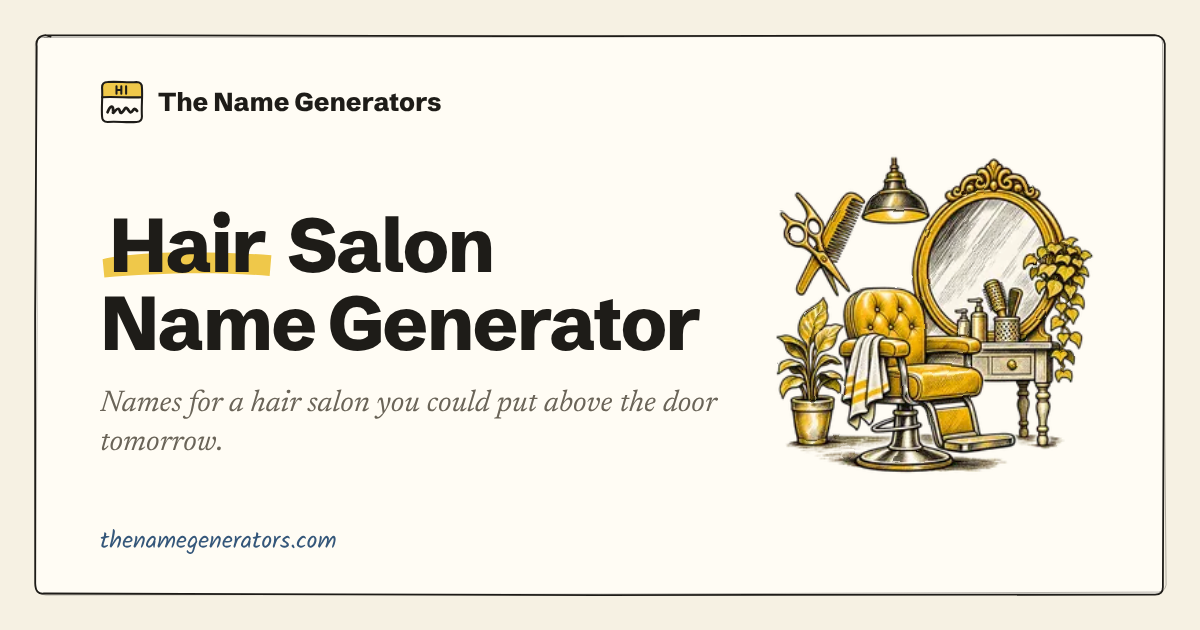 HI
The Name Generators
Hair Salon
Name Generator
Names for a hair salon you could put above the door
tomorrow.
thenamegenerators.com